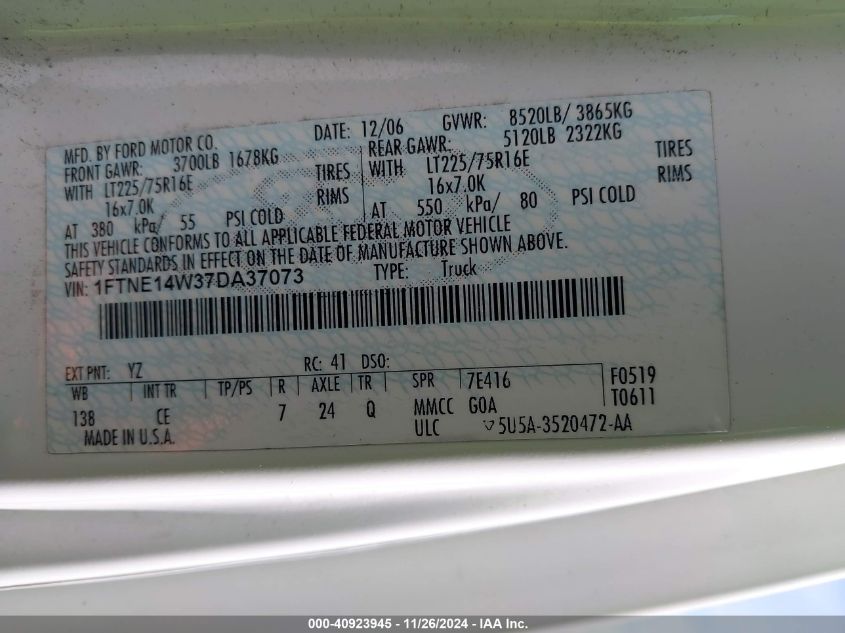 MFD. BY FORD MOTOR CO.
DATE: 12/06 GVWR: 8520LB/ 3865KG
FRONT GAWR: 3700LB 1678KG
REAR GAWR: 5120LB 2322KG
WITH LT225/75R16E TIRES
WITH LT225/75R16E TIRES
16x7.0K RIMS
16x7.0K RIMS
AT 380 kPa/ 55 PSI COLD
AT 550 kPa/ 80 PSI COLD
THIS VEHICLE CONFORMS TO ALL APPLICABLE FEDERAL MOTOR VEHICLE
SAFETY STANDARDS IN EFFECT ON THE DATE OF MANUFACTURE SHOWN ABOVE.
VIN: 1FTNE14W37DA37073 TYPE: Truck
EXT PNT: YZ RC: 41 DSO:
WB INT TR TP/PS R AXLE TR SPR 7E416 F0519
138 CE 7 24 Q MMCC GOA T0611
MADE IN U.S.A. ULC 5U5A-3520472-AA
000-40923945 - 11/26/2024 - IAA Inc.